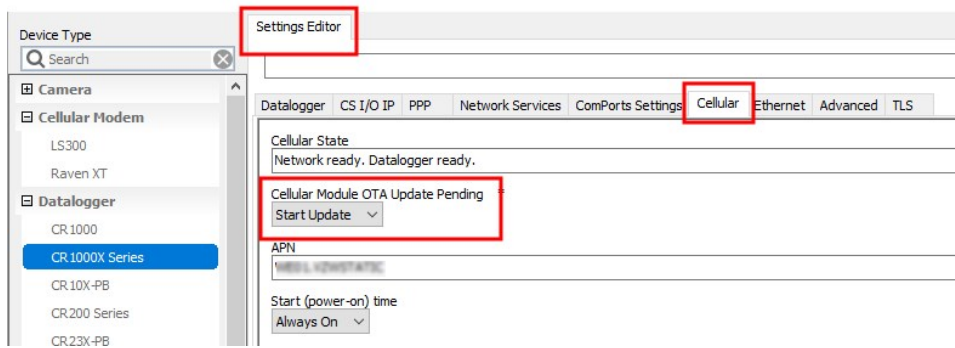 Device Type
Search
Camera
Cellular Modem
LS300
Raven XT
Datalogger
CR1000
CR1000X Series
CR10X-PB
CR200 Series
CR23X-PB
Settings Editor
Datalogger CS I/O IP PPP Network Services ComPorts Settings Cellular Ethernet Advanced TLS
Cellular State
Network ready. Datalogger ready.
Cellular Module OTA Update Pending
Start Update
APN
Start (power-on) time
Always On